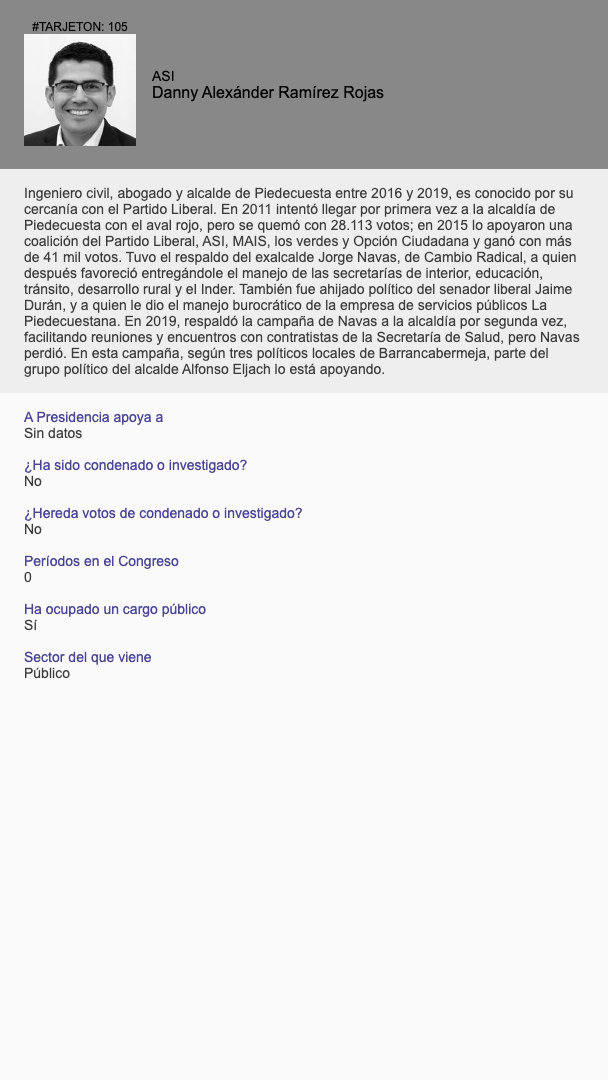 #TARJETON: 105
ASI
Danny Alexánder Ramírez Rojas
Ingeniero civil, abogado y alcalde de Piedecuesta entre 2016 y 2019, es conocido por su
cercanía con el Partido Liberal. En 2011 intentó llegar por primera vez a la alcaldía de
Piedecuesta con el aval rojo, pero se quemó con 28.113 votos; en 2015 lo apoyaron una
coalición del Partido Liberal, ASI, MAIS, los verdes y Opción Ciudadana y ganó con más
de 41 mil votos. Tuvo el respaldo del exalcalde Jorge Navas, de Cambio Radical, a quien
después favoreció entregándole el manejo de las secretarías de interior, educación,
tránsito, desarrollo rural y el Inder. También fue ahijado político del senador liberal Jaime
Durán, y a quien le dio el manejo burocrático de la empresa de servicios públicos La
Piedecuestana. En 2019, respaldó la campaña de Navas a la alcaldía por segunda vez,
facilitando reuniones y encuentros con contratistas de la Secretaría de Salud, pero Navas
perdió. En esta campaña, según tres políticos locales de Barrancabermeja, parte del
grupo político del alcalde Alfonso Eljach lo está apoyando.
A Presidencia apoya a
Sin datos
¿Ha sido condenado o investigado?
No
¿Hereda votos de condenado o investigado?
No
Períodos en el Congreso
0
Ha ocupado un cargo público
Sí
Sector del que viene
Público